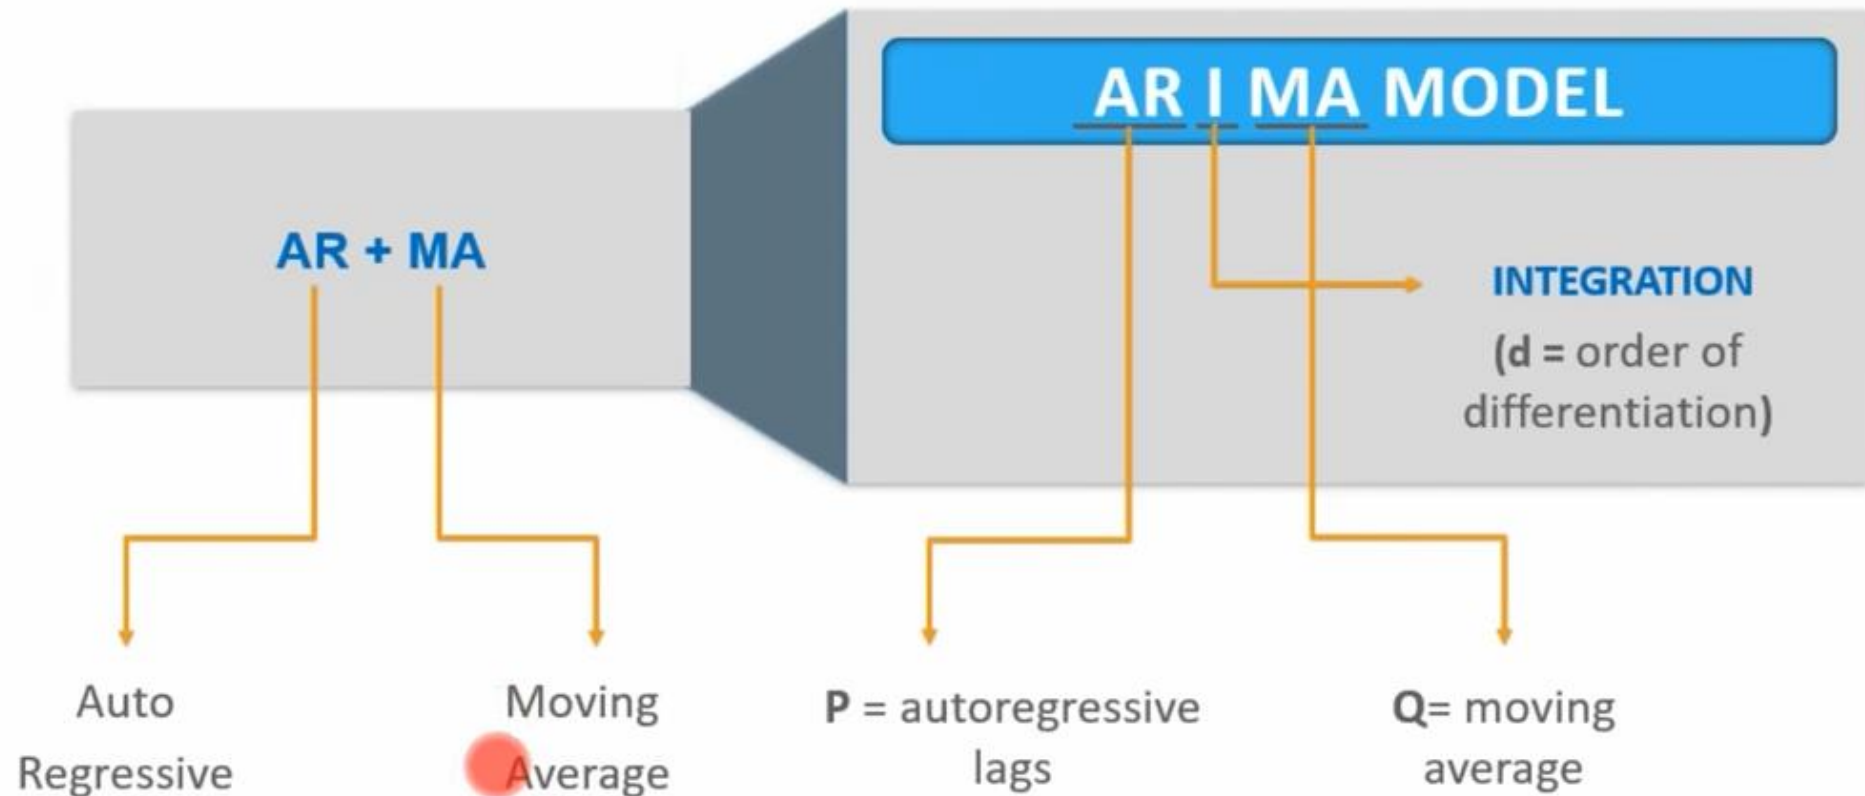 AR I MA MODEL
AR + MA
INTEGRATION
(d = order of
differentiation)
Auto
Regressive
Moving
Average
P = autoregressive
lags
Q= moving
average